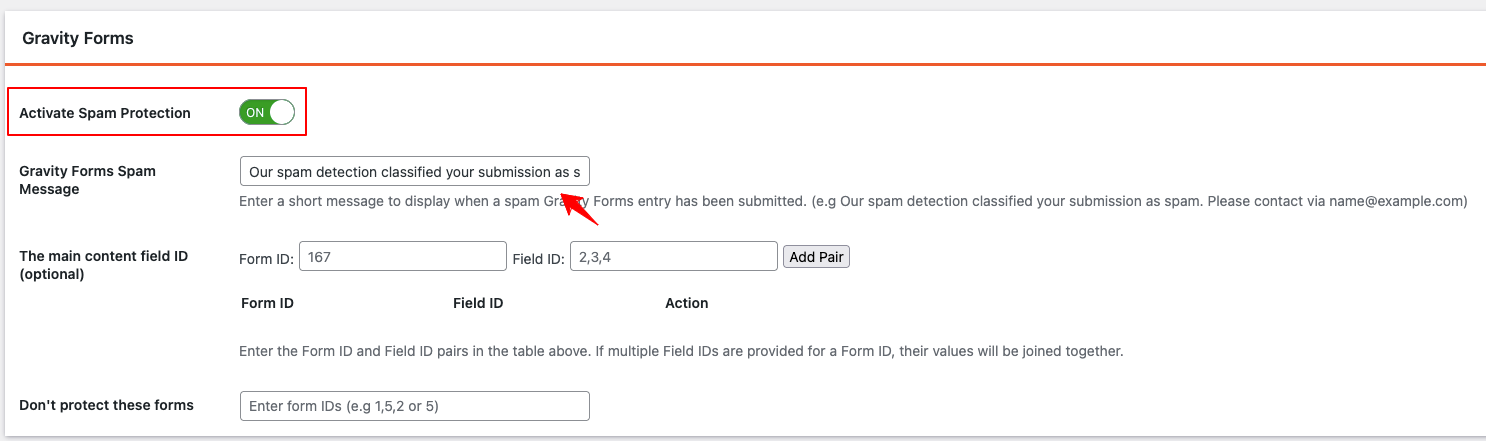 Gravity Forms
Activate Spam Protection
ON
Gravity Forms Spam
Message
Our spam detection classified your submission as s
Enter a short message to display when a spam Gravity Forms entry has been submitted. (e.g Our spam detection classified your submission as spam. Please contact via name@example.com)
The main content field ID
(optional)
Form ID: 167 Field ID: 2,3,4 Add Pair
Form ID Field ID Action
Enter the Form ID and Field ID pairs in the table above. If multiple Field IDs are provided for a Form ID, their values will be joined together.
Don't protect these forms
Enter form IDs (e.g 1,5,2 or 5)